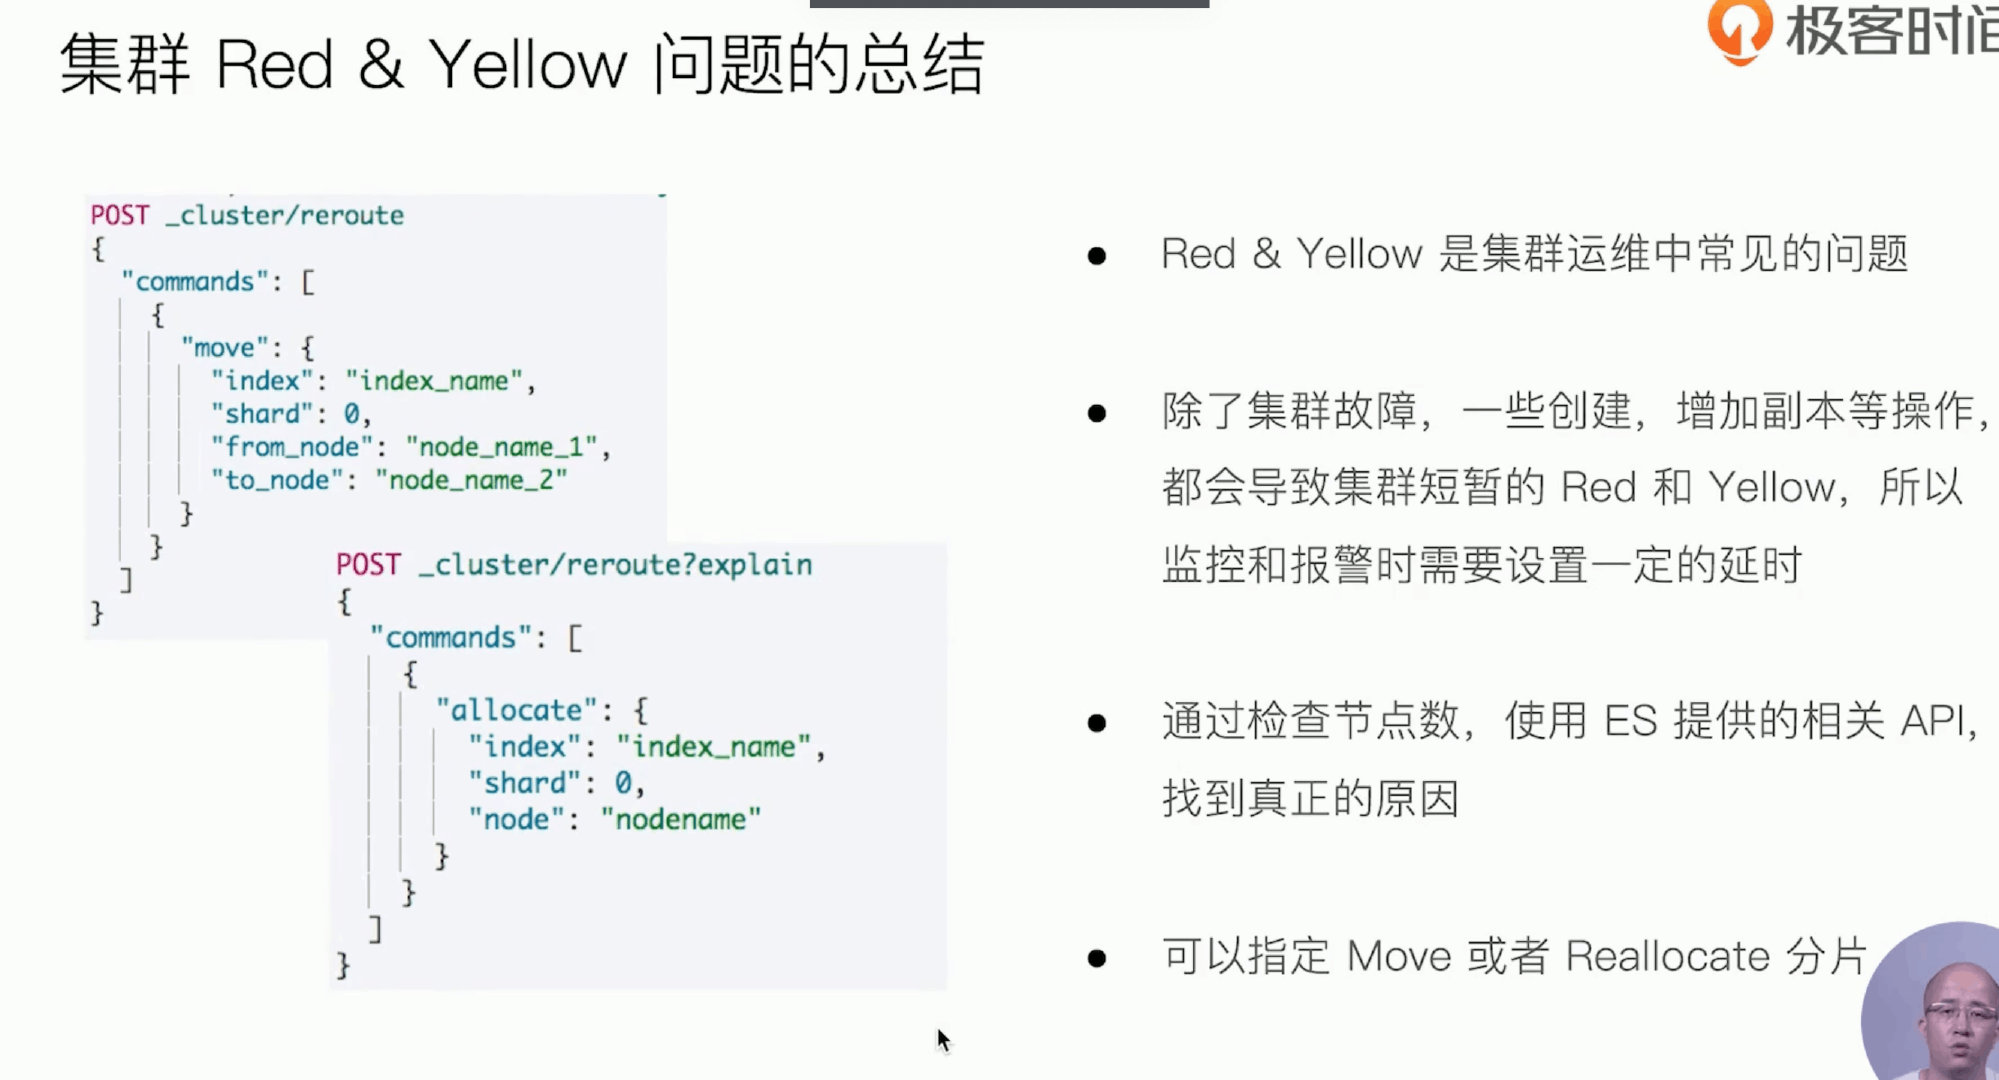 集群 Red & Yellow 问题的总结
极客时间
POST _cluster/reroute
{
"commands": [
{
"move": {
"index": "index_name",
"shard": 0,
"from_node": "node_name_1",
"to_node": "node_name_2"
}
}
]
}
POST _cluster/reroute?explain
{
"commands": [
{
"allocate": {
"index": "index_name",
"shard": 0,
"node": "nodename"
}
}
]
}
● Red & Yellow 是集群运维中常见的问题
● 除了集群故障，一些创建，增加副本等操作，
都会导致集群短暂的 Red 和 Yellow，所以
监控和报警时需要设置一定的延时
● 通过检查节点数，使用 ES 提供的相关 API，
找到真正的原因
● 可以指定 Move 或者 Reallocate 分片